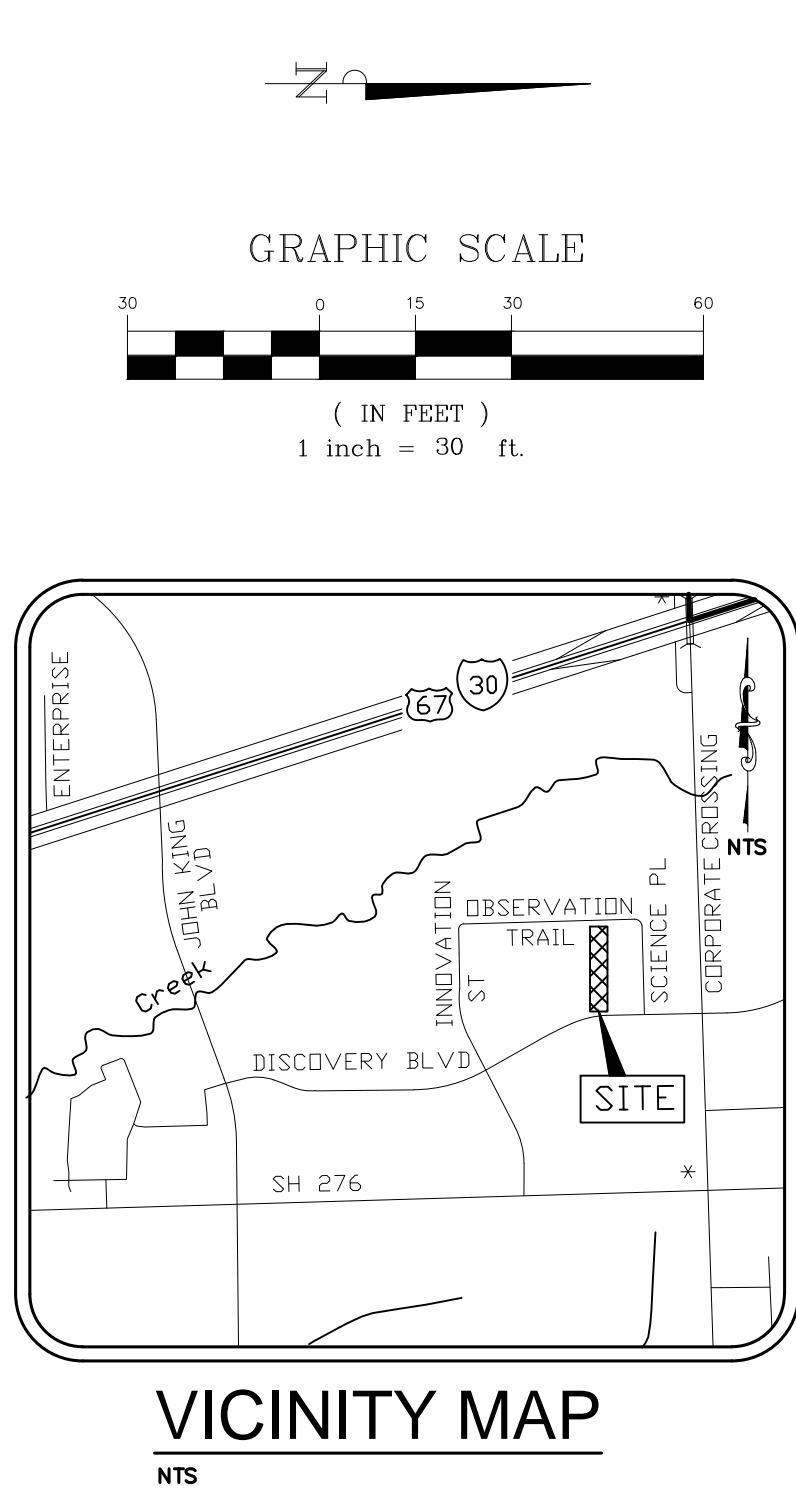 N
GRAPHIC SCALE
30 0 15 30 60
( IN FEET )
1 inch = 30 ft.
ENTERPRISE
67
30
JOHN KING
BLVD
CORPORATE CROSSING
NTS
Creek
INNOVATION
ST
OBSERVATION
TRAIL
SCIENCE PL
DISCOVERY BLVD
SITE
SH 276
VICINITY MAP
NTS